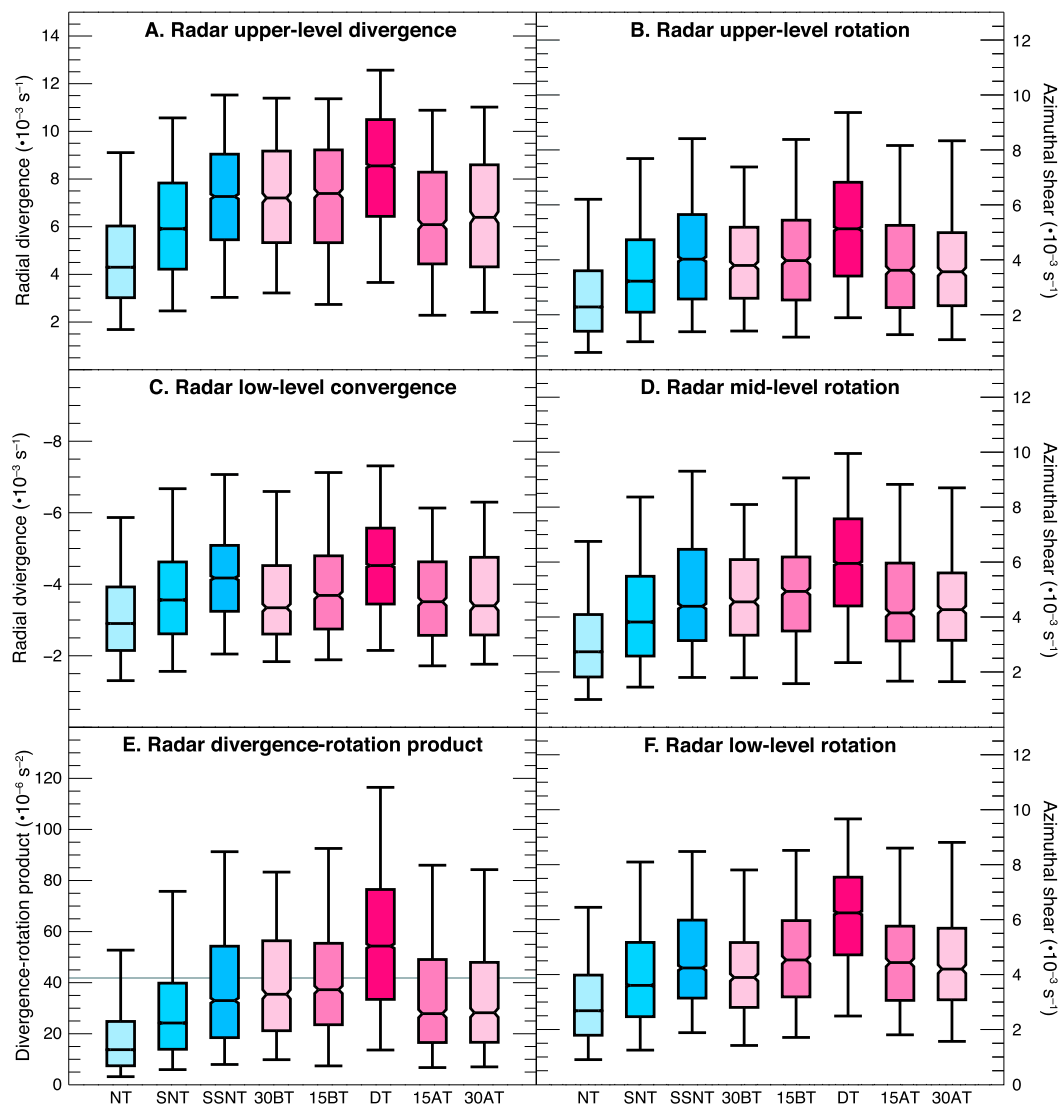 A. Radar upper-level divergence
14
12
10
8
6
4
2
Radial divergence (•10⁻³ s⁻¹)
B. Radar upper-level rotation
12
10
8
6
4
2
Azimuthal shear (•10⁻³ s⁻¹)
C. Radar low-level convergence
−8
−6
−4
−2
Radial dviergence (•10⁻³ s⁻¹)
D. Radar mid-level rotation
12
10
8
6
4
2
Azimuthal shear (•10⁻³ s⁻¹)
E. Radar divergence-rotation product
120
100
80
60
40
20
0
Divergence-rotation product (•10⁻⁶ s⁻²)
NT SNT SSNT 30BT 15BT DT 15AT 30AT
F. Radar low-level rotation
12
10
8
6
4
2
0
Azimuthal shear (•10⁻³ s⁻¹)
NT SNT SSNT 30BT 15BT DT 15AT 30AT